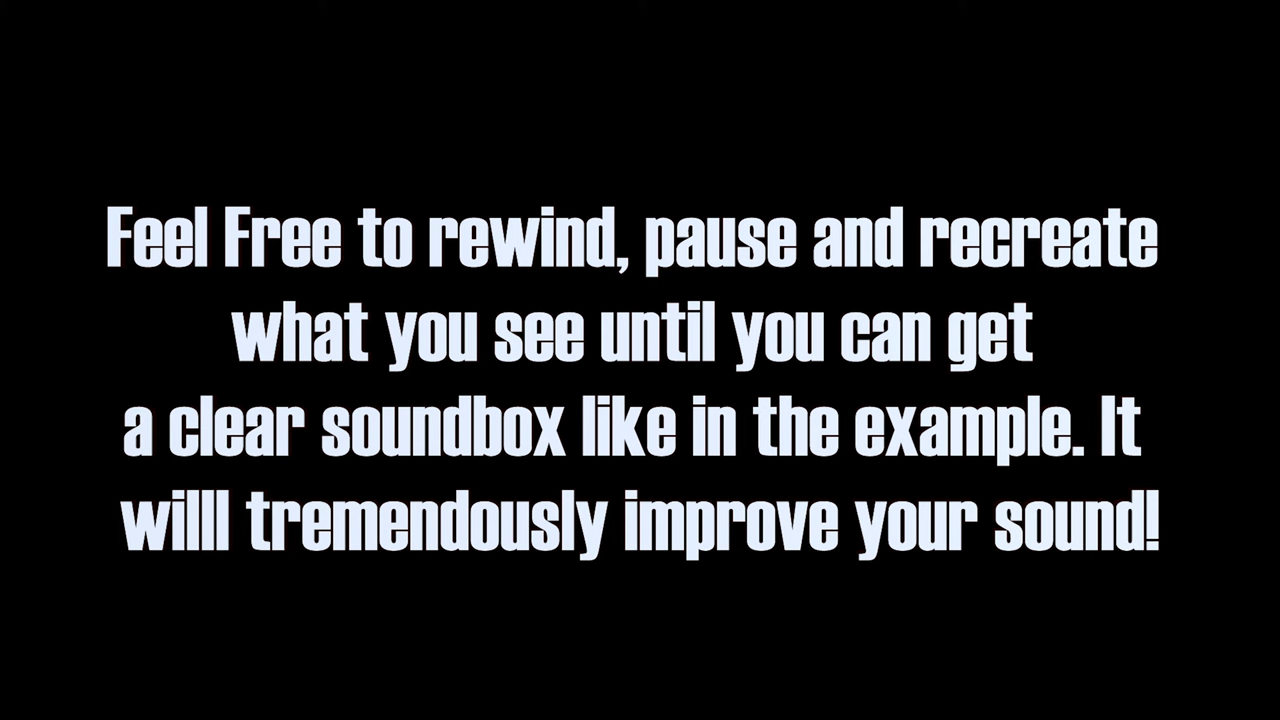 Feel Free to rewind, pause and recreate
what you see until you can get
a clear soundbox like in the example. It
willl tremendously improve your sound!